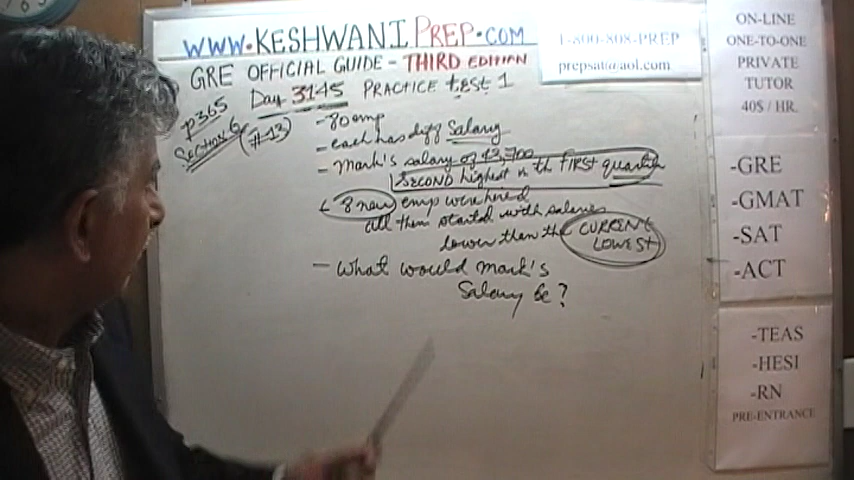 WWW.KESHWANIPREP.COM
GRE OFFICIAL GUIDE - THIRD EDITION
Day 3145 PRACTICE test 1
p365
SECTION 6
(#13)
- 80 emp
- each has diff Salary
- Mark's salary of 43,700
SECOND highest in the FIRST quartile
8 new emp were hired
all them started with salaries
lower than the CURRENT
LOWEST
- What would Mark's
Salary be?
1-800-808-PREP
prepsat@aol.com
ON-LINE
ONE-TO-ONE
PRIVATE
TUTOR
40$ / HR.
-GRE
-GMAT
-SAT
-ACT
-TEAS
-HESI
-RN
PRE-ENTRANCE